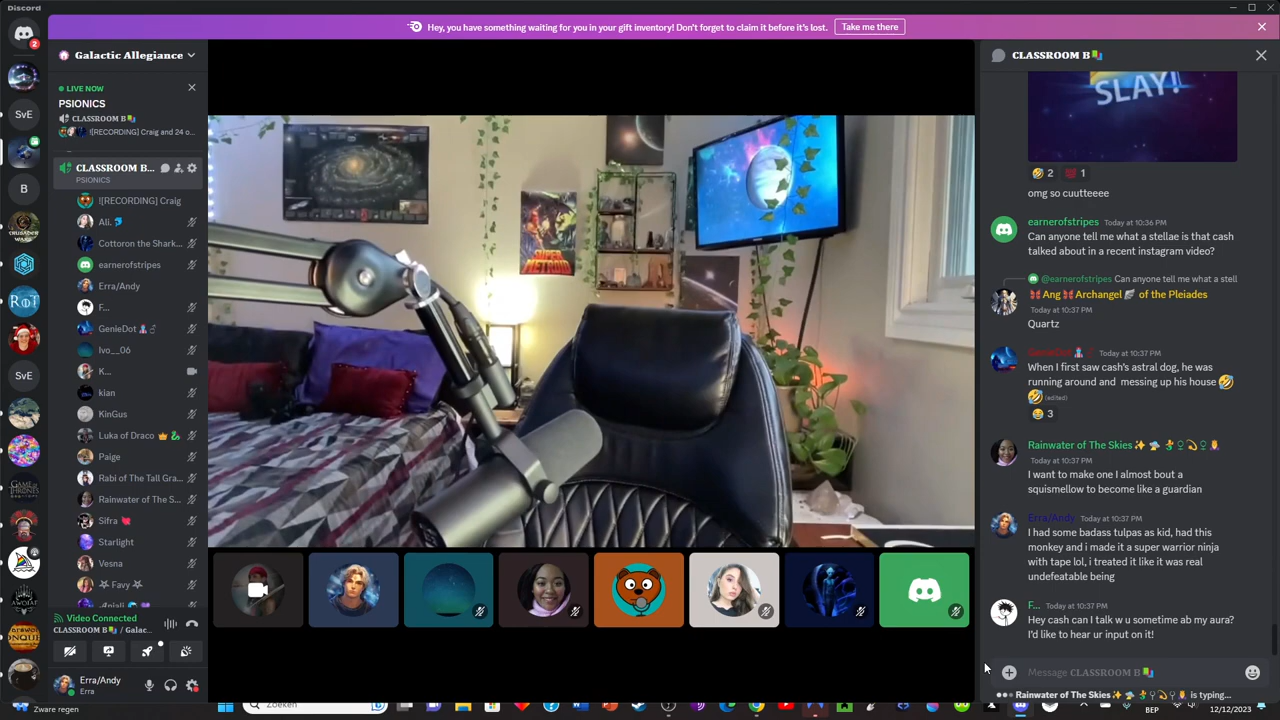 Discord
Hey, you have something waiting for you in your gift inventory! Don't forget to claim it before it's lost.
Take me there
2
Galactic Allegiance
LIVE NOW
PSIONICS
CLASSROOM B
![RECORDING] Craig and 24 o...
CLASSROOM B...
PSIONICS
![RECORDING] Craig
Ali.
Cottoron the Shark...
earnerofstripes
Erra/Andy
F...
GenieDot
Ivo__06
K...
kian
KinGus
Luka of Draco
Paige
Rabi of The Tall Gra...
Rainwater of The S...
Sifra
Starlight
Vesna
Favy
Video Connected
CLASSROOM B / Galac...
Erra/Andy
Erra
SvE
B
SvE
SUPER
METROID
CLASSROOM B
SLAY!
2
1
omg so cuutteeee
earnerofstripes Today at 10:36 PM
Can anyone tell me what a stellae is that cash
talked about in a recent instagram video?
@earnerofstripes Can anyone tell me what a stell
Ang Archangel of the Pleiades
Today at 10:37 PM
Quartz
GenieDot Today at 10:37 PM
When I first saw cash's astral dog, he was
running around and messing up his house
(edited)
3
Rainwater of The Skies
Today at 10:37 PM
I want to make one I almost bout a
squismellow to become like a guardian
Erra/Andy Today at 10:37 PM
I had some badass tulpas as kid, had this
monkey and i made it a super warrior ninja
with tape lol, i treated it like it was real
undefeatable being
F... Today at 10:37 PM
Hey cash can I talk w u sometime ab my aura?
I'd like to hear ur input on it!
Message CLASSROOM B
Rainwater of The Skies is typing...
Zware regen
Zoeken
BEP
12/12/2023